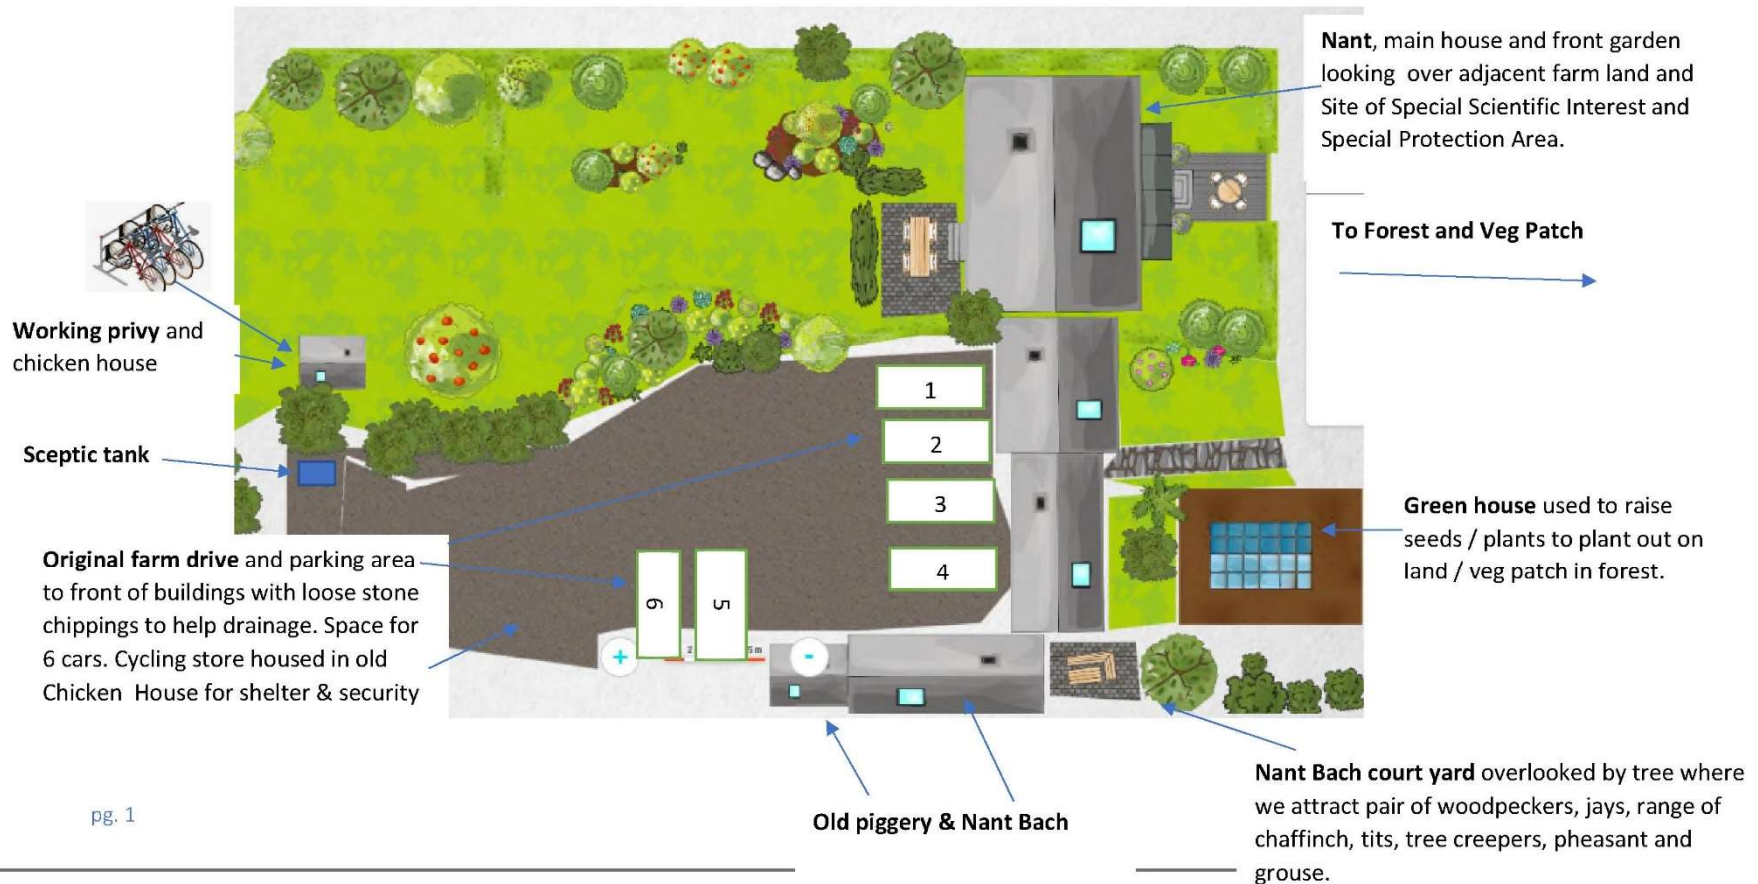 Nant, main house and front garden
looking over adjacent farm land and
Site of Special Scientific Interest and
Special Protection Area.
To Forest and Veg Patch
Working privy and
chicken house
Sceptic tank
1
2
3
4
5
6
Original farm drive and parking area
to front of buildings with loose stone
chippings to help drainage. Space for
6 cars. Cycling store housed in old
Chicken House for shelter & security
Green house used to raise
seeds / plants to plant out on
land / veg patch in forest.
+
2
5 m
-
Old piggery & Nant Bach
Nant Bach court yard overlooked by tree where
we attract pair of woodpeckers, jays, range of
chaffinch, tits, tree creepers, pheasant and
grouse.
pg. 1